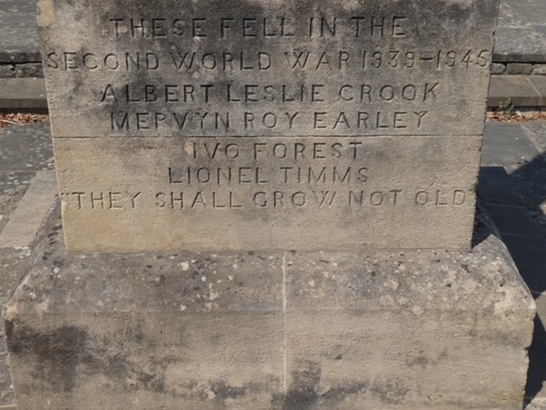 THESE FELL IN THE
SECOND WORLD WAR 1939-1945
ALBERT LESLIE CROOK
MERVYN ROY EARLEY
IVO FOREST
LIONEL TIMMS
"THEY SHALL GROW NOT OLD"